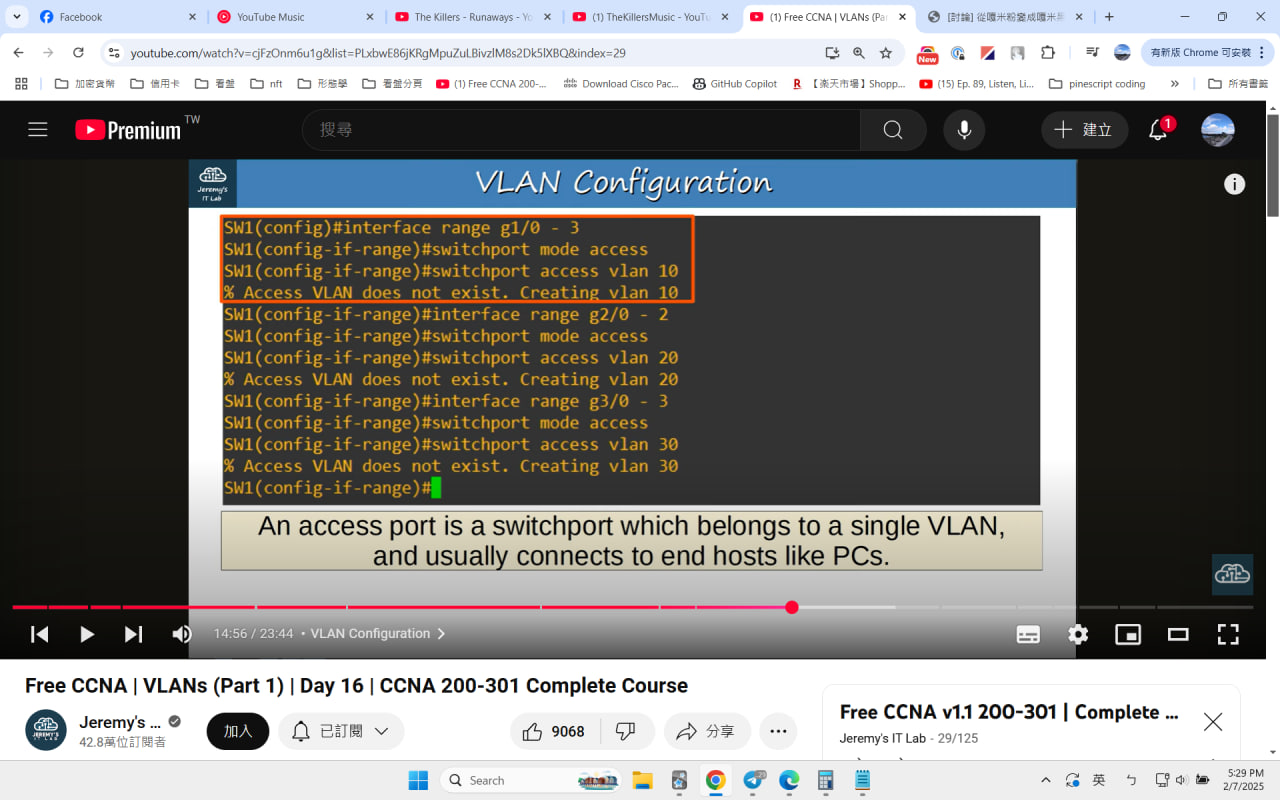 Facebook
YouTube Music
The Killers - Runaways - Yo
(1) TheKillersMusic - YouTu
(1) Free CCNA | VLANs (Par
[討論] 從嘎米粉變成嘎米黑
youtube.com/watch?v=cjFzOnm6u1g&list=PLxbwE86jKRgMpuZuLBivzlM8s2Dk5lXBQ&index=29
New
有新版 Chrome 可安裝
加密貨幣
信用卡
看盤
nft
形態學
看盤分頁
(1) Free CCNA 200-...
Download Cisco Pac...
GitHub Copilot
【楽天市場】Shopp...
(15) Ep. 89, Listen, Li...
pinescript coding
所有書籤
Premium TW
搜尋
建立
1
Jeremy's
IT Lab
VLAN Configuration
SW1(config)#interface range g1/0 - 3
SW1(config-if-range)#switchport mode access
SW1(config-if-range)#switchport access vlan 10
% Access VLAN does not exist. Creating vlan 10
SW1(config-if-range)#interface range g2/0 - 2
SW1(config-if-range)#switchport mode access
SW1(config-if-range)#switchport access vlan 20
% Access VLAN does not exist. Creating vlan 20
SW1(config-if-range)#interface range g3/0 - 3
SW1(config-if-range)#switchport mode access
SW1(config-if-range)#switchport access vlan 30
% Access VLAN does not exist. Creating vlan 30
SW1(config-if-range)#
An access port is a switchport which belongs to a single VLAN,
and usually connects to end hosts like PCs.
14:56 / 23:44 • VLAN Configuration
Free CCNA | VLANs (Part 1) | Day 16 | CCNA 200-301 Complete Course
Jeremy's ...
42.8萬位訂閱者
加入
已訂閱
9068
分享
Free CCNA v1.1 200-301 | Complete ...
Jeremy's IT Lab - 29/125
Search
20
英
ㄅ
5:29 PM
2/7/2025